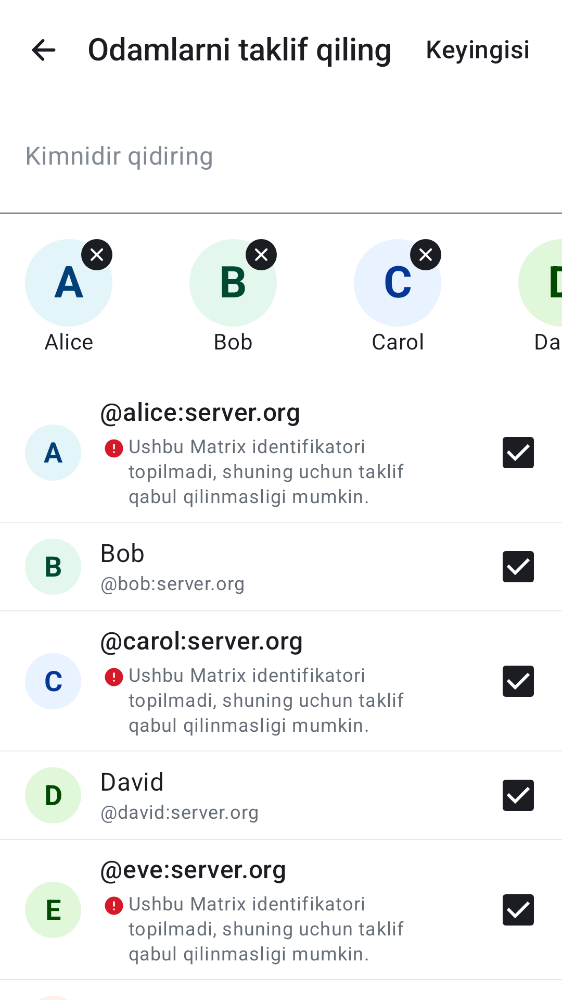 Odamlarni taklif qiling
Keyingisi
Kimnidir qidiring
A
B
C
Alice
Bob
Carol
Da
@alice:server.org
A
Ushbu Matrix identifikatori
topilmadi, shuning uchun taklif
qabul qilinmasligi mumkin.
B
Bob
@bob:server.org
@carol:server.org
C
Ushbu Matrix identifikatori
topilmadi, shuning uchun taklif
qabul qilinmasligi mumkin.
D
David
@david:server.org
@eve:server.org
E
Ushbu Matrix identifikatori
topilmadi, shuning uchun taklif
qabul qilinmasligi mumkin.